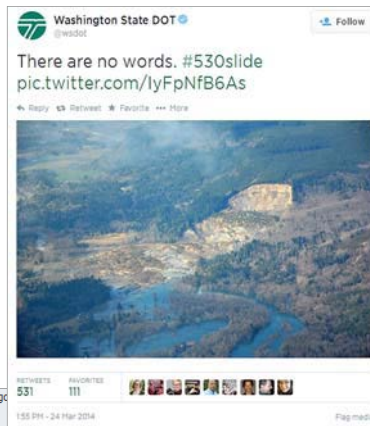 Washington State DOT
@wsdot
Follow
There are no words. #530slide
pic.twitter.com/IyFpNfB6As
Reply Retweet Favorite More
RETWEETS FAVORITES
531 111
1:55 PM - 24 Mar 2014 Flag media